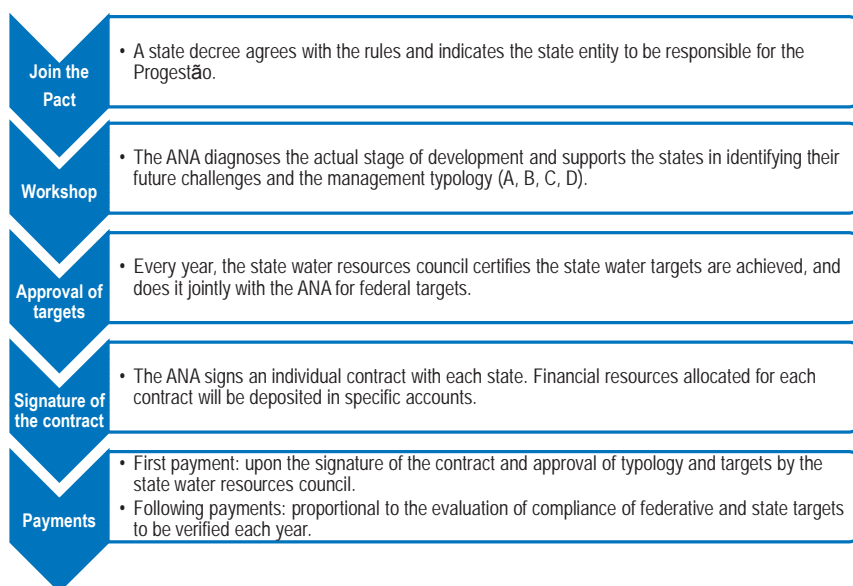 Join the
Pact
• A state decree agrees with the rules and indicates the state entity to be responsible for the
Progestão.
Workshop
• The ANA diagnoses the actual stage of development and supports the states in identifying their
future challenges and the management typology (A, B, C, D).
Approval of
targets
• Every year, the state water resources council certifies the state water targets are achieved, and
does it jointly with the ANA for federal targets.
Signature of
the contract
• The ANA signs an individual contract with each state. Financial resources allocated for each
contract will be deposited in specific accounts.
Payments
• First payment: upon the signature of the contract and approval of typology and targets by the
state water resources council.
• Following payments: proportional to the evaluation of compliance of federative and state targets
to be verified each year.